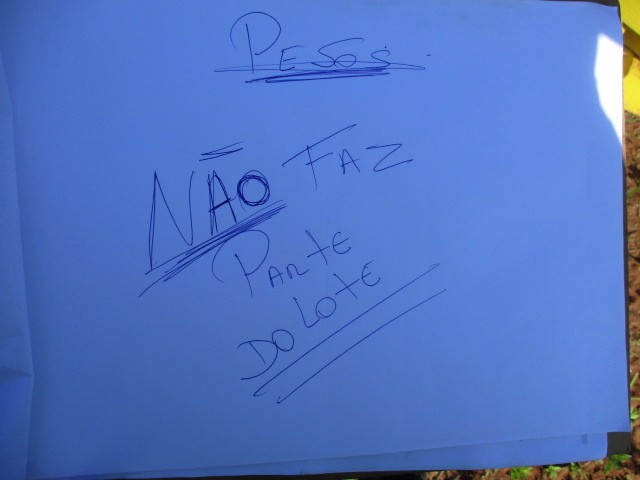 PESOS.
NÃO FAZ
PARTE
DO LOTE